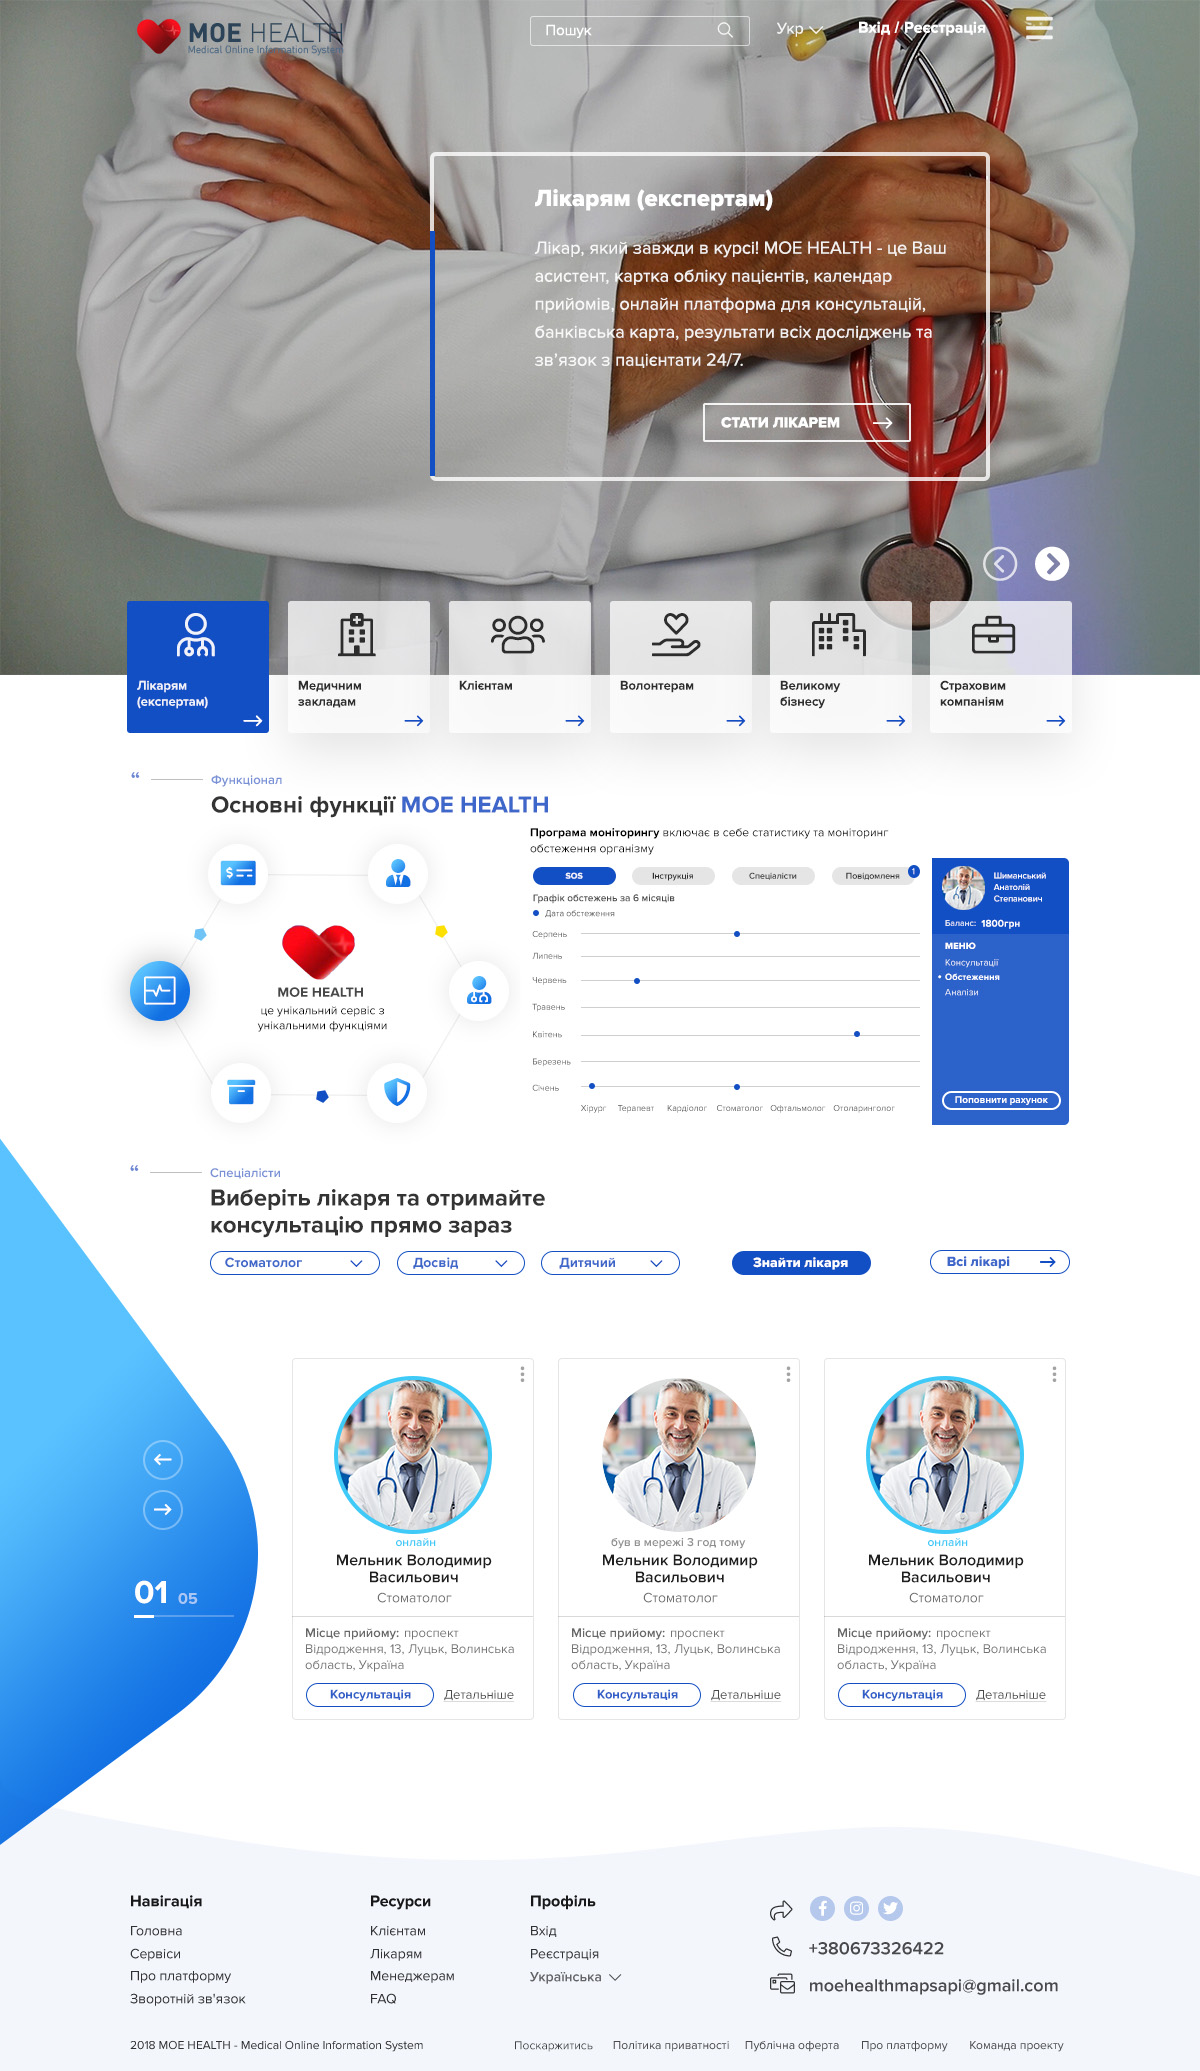 МОЕ HEALTH
Medical Online Information System
Пошук
Укр
Вхід / Реєстрація
Лікарям (експертам)
Лікар, який завжди в курсі! МОЕ HEALTH - це Ваш
асистент, картка обліку пацієнтів, календар
прийомів, онлайн платформа для консультацій,
банківська карта, результати всіх досліджень та
зв'язок з пацієнтати 24/7.
СТАТИ ЛІКАРЕМ
Лікарям
(експертам)
Медичним
закладам
Клієнтам
Волонтерам
Великому
бізнесу
Страховим
компаніям
“
Функціонал
Основні функції МОЕ HEALTH
МОЕ HEALTH
це унікальний сервіс з
унікальними функціями
Програма моніторингу включає в себе статистику та моніторинг
обстеження організму
SOS
Інструкція
Спеціалісти
Повідомленя
1
Графік обстежень за 6 місяців
Дата обстеження
Серпень
Липень
Червень
Травень
Квітень
Березень
Січень
Хірург Терапевт Кардіолог Стоматолог Офтальмолог Отоларинголог
Шиманський
Анатолій
Степанович
Баланс: 1800грн
МЕНЮ
Консультації
• Обстеження
Аналізи
Поповнити рахунок
“
Спеціалісти
Виберіть лікаря та отримайте
консультацію прямо зараз
Стоматолог
Досвід
Дитячий
Знайти лікаря
Всі лікарі
01 05
онлайн
Мельник Володимир
Васильович
Стоматолог
Місце прийому: проспект
Відродження, 13, Луцьк, Волинська
область, Україна
Консультація
Детальніше
був в мережі 3 год тому
Мельник Володимир
Васильович
Стоматолог
Місце прийому: проспект
Відродження, 13, Луцьк, Волинська
область, Україна
Консультація
Детальніше
онлайн
Мельник Володимир
Васильович
Стоматолог
Місце прийому: проспект
Відродження, 13, Луцьк, Волинська
область, Україна
Консультація
Детальніше
Навігація
Головна
Сервіси
Про платформу
Зворотній зв'язок
Ресурси
Клієнтам
Лікарям
Менеджерам
FAQ
Профіль
Вхід
Реєстрація
Українська
+380673326422
moehealthmapsapi@gmail.com
2018 MOE HEALTH - Medical Online Information System
Поскаржитись
Політика приватності
Публічна оферта
Про платформу
Команда проекту